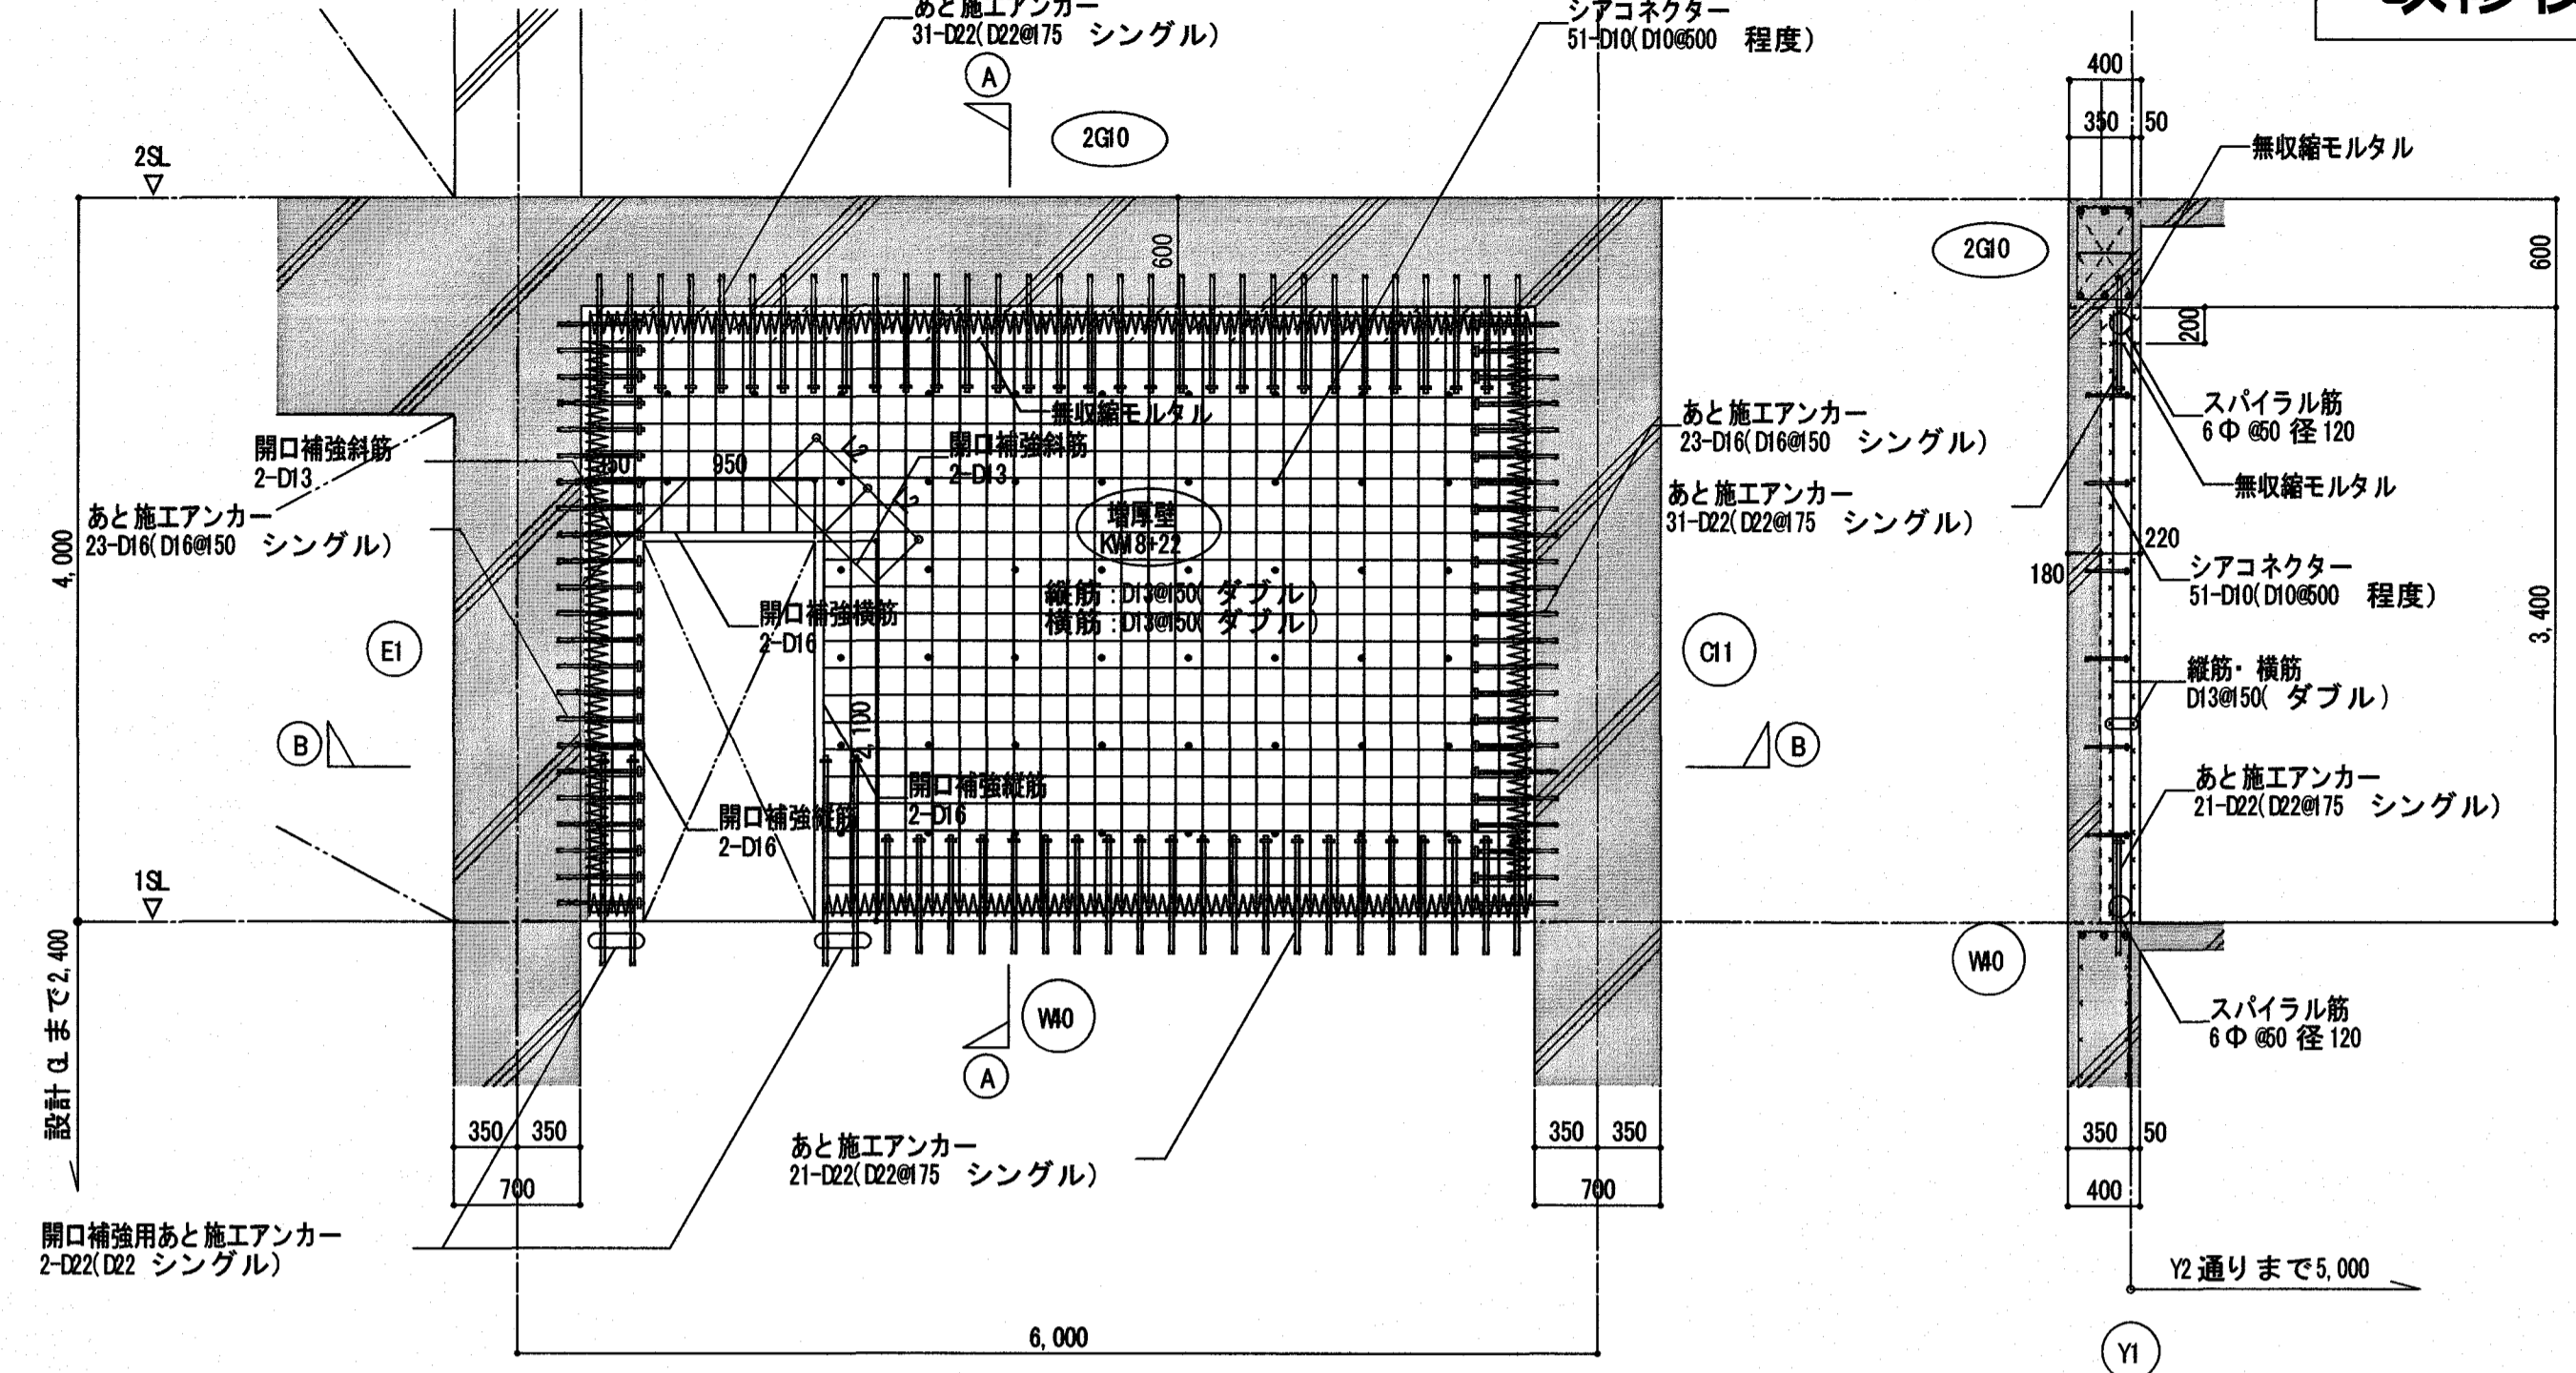 あと施工アンカー
31-D22(D22@175 シングル)
シアコネクター
51-D10(D10@500 程度)
A
2G10
400
350
50
無収縮モルタル
2SL
600
2G10
600
200
無収縮モルタル
スパイラル筋
6Φ @50 径120
無収縮モルタル
開口補強斜筋
2-D13
950
開口補強斜筋
2-D13
あと施工アンカー
23-D16(D16@150 シングル)
あと施工アンカー
31-D22(D22@175 シングル)
あと施工アンカー
23-D16(D16@150 シングル)
4,000
増厚壁
KW18+22
縦筋:D13@150(ダブル)
横筋:D13@150(ダブル)
220
180
シアコネクター
51-D10(D10@500 程度)
3,400
開口補強横筋
2-D16
E1
C11
縦筋・横筋
D13@150(ダブル)
B
B
2,100
開口補強縦筋
2-D16
開口補強縦筋
2-D16
あと施工アンカー
21-D22(D22@175 シングル)
1SL
設計GLまで2,400
W40
W40
A
スパイラル筋
6Φ @50 径120
350
350
700
あと施工アンカー
21-D22(D22@175 シングル)
350
350
700
350
50
400
開口補強用あと施工アンカー
2-D22(D22 シングル)
Y2通りまで5,000
6,000
Y1